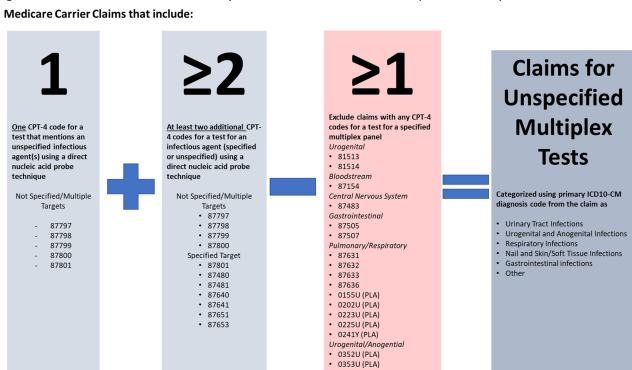 Medicare Carrier Claims that include:
1
One CPT-4 code for a
test that mentions an
unspecified infectious
agent(s) using a direct
nucleic acid probe
technique
Not Specified/Multiple
Targets
- 87797
- 87798
- 87799
- 87800
- 87801
≥2
At least two additional CPT-
4 codes for a test for an
infectious agent (specified
or unspecified) using a
direct nucleic acid probe
technique
Not Specified/Multiple
Targets
• 87797
• 87798
• 87799
• 87800
Specified Target
• 87801
• 87480
• 87481
• 87640
• 87641
• 87651
• 87653
≥1
Exclude claims with any CPT-4
codes for a test for a specified
multiplex panel
Urogenital
• 81513
• 81514
Bloodstream
• 87154
Central Nervous System
• 87483
Gastrointestinal
• 87505
• 87507
Pulmonary/Respiratory
• 87631
• 87632
• 87633
• 87636
• 0155U (PLA)
• 0202U (PLA)
• 0223U (PLA)
• 0225U (PLA)
• 0241Y (PLA)
Urogenital/Anogential
• 0352U (PLA)
• 0353U (PLA)
Claims for
Unspecified
Multiplex
Tests
Categorized using primary ICD10-CM
diagnosis code from the claim as
• Urinary Tract Infections
• Urogenital and Anogenital Infections
• Respiratory Infections
• Nail and Skin/Soft Tissue Infections
• Gastrointestinal infections
• Other